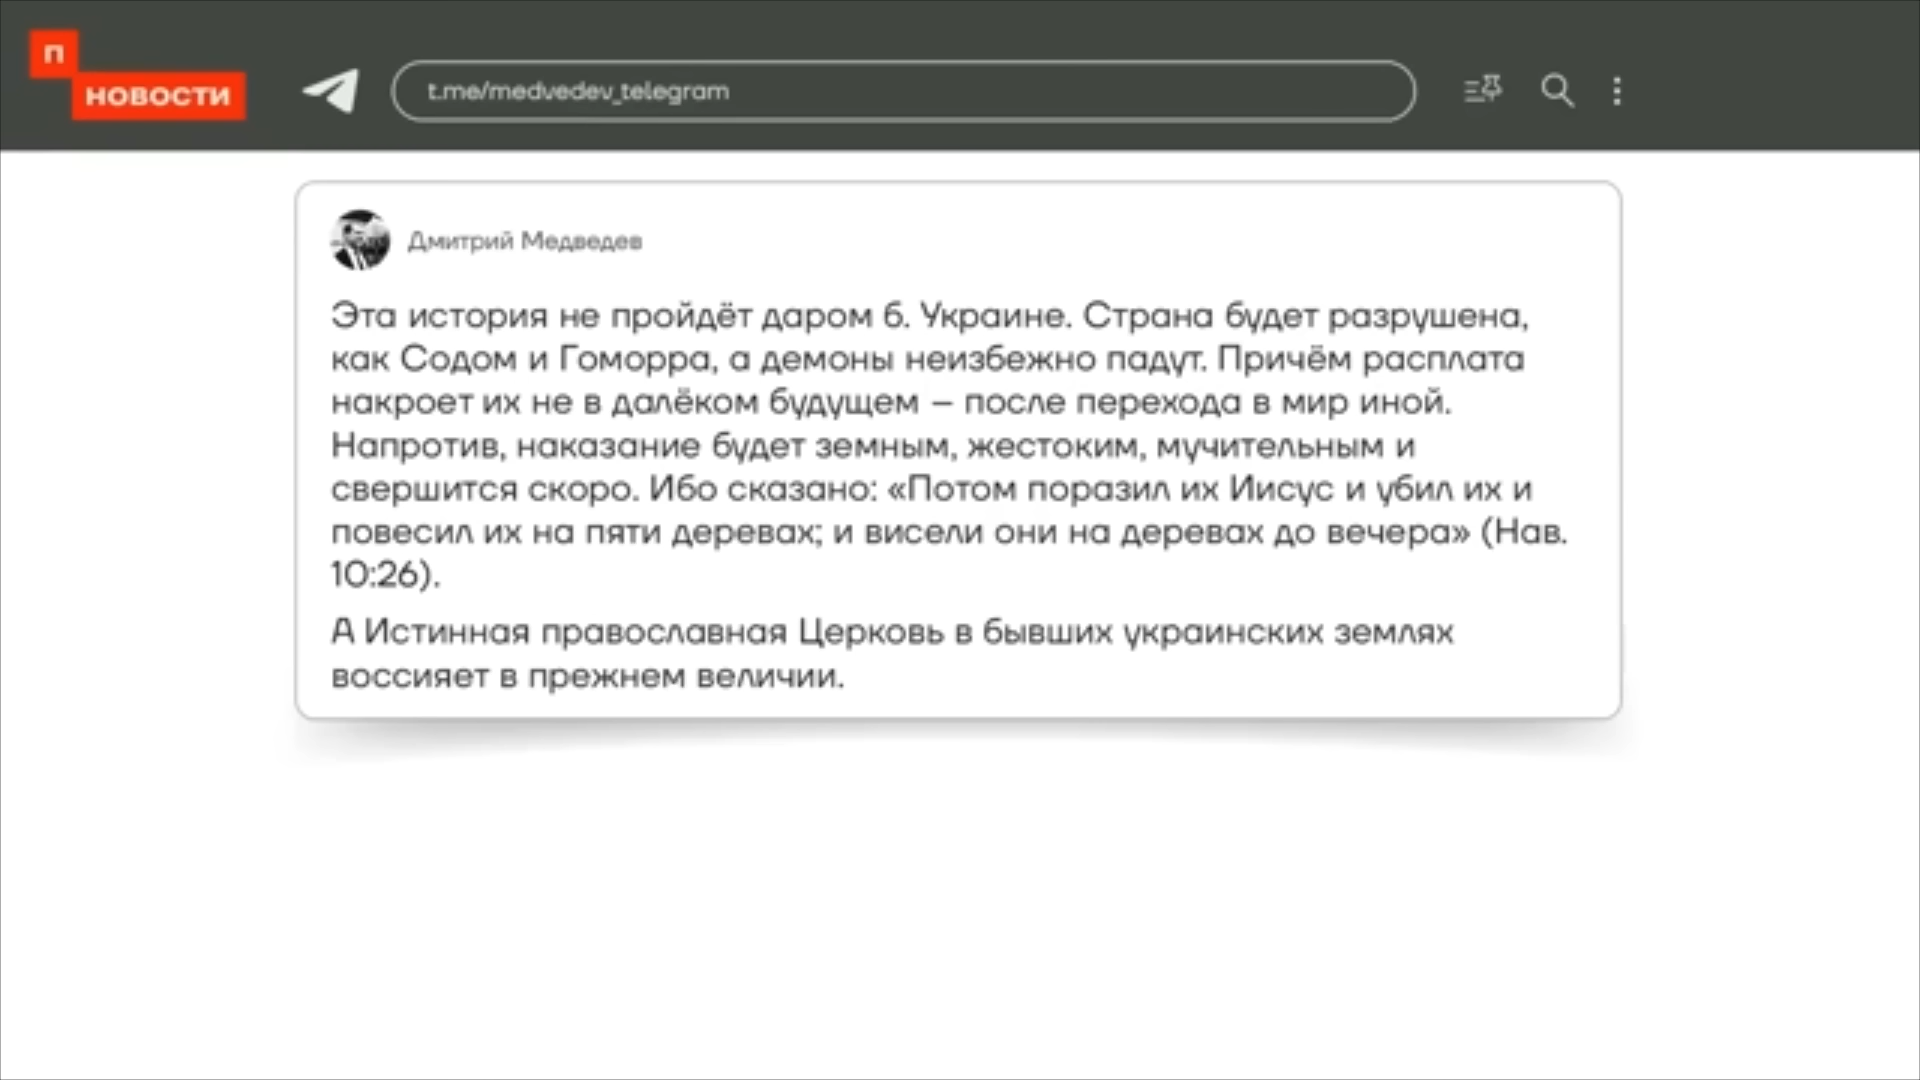 п
НОВОСТИ
t.me/medvedev_telegram
Дмитрий Медведев
Эта история не пройдёт даром б. Украине. Страна будет разрушена,
как Содом и Гоморра, а демоны неизбежно падут. Причём расплата
накроет их не в далёком будущем – после перехода в мир иной.
Напротив, наказание будет земным, жестоким, мучительным и
свершится скоро. Ибо сказано: «Потом поразил их Иисус и убил их и
повесил их на пяти деревах; и висели они на деревах до вечера» (Нав.
10:26).
А Истинная православная Церковь в бывших украинских землях
воссияет в прежнем величии.